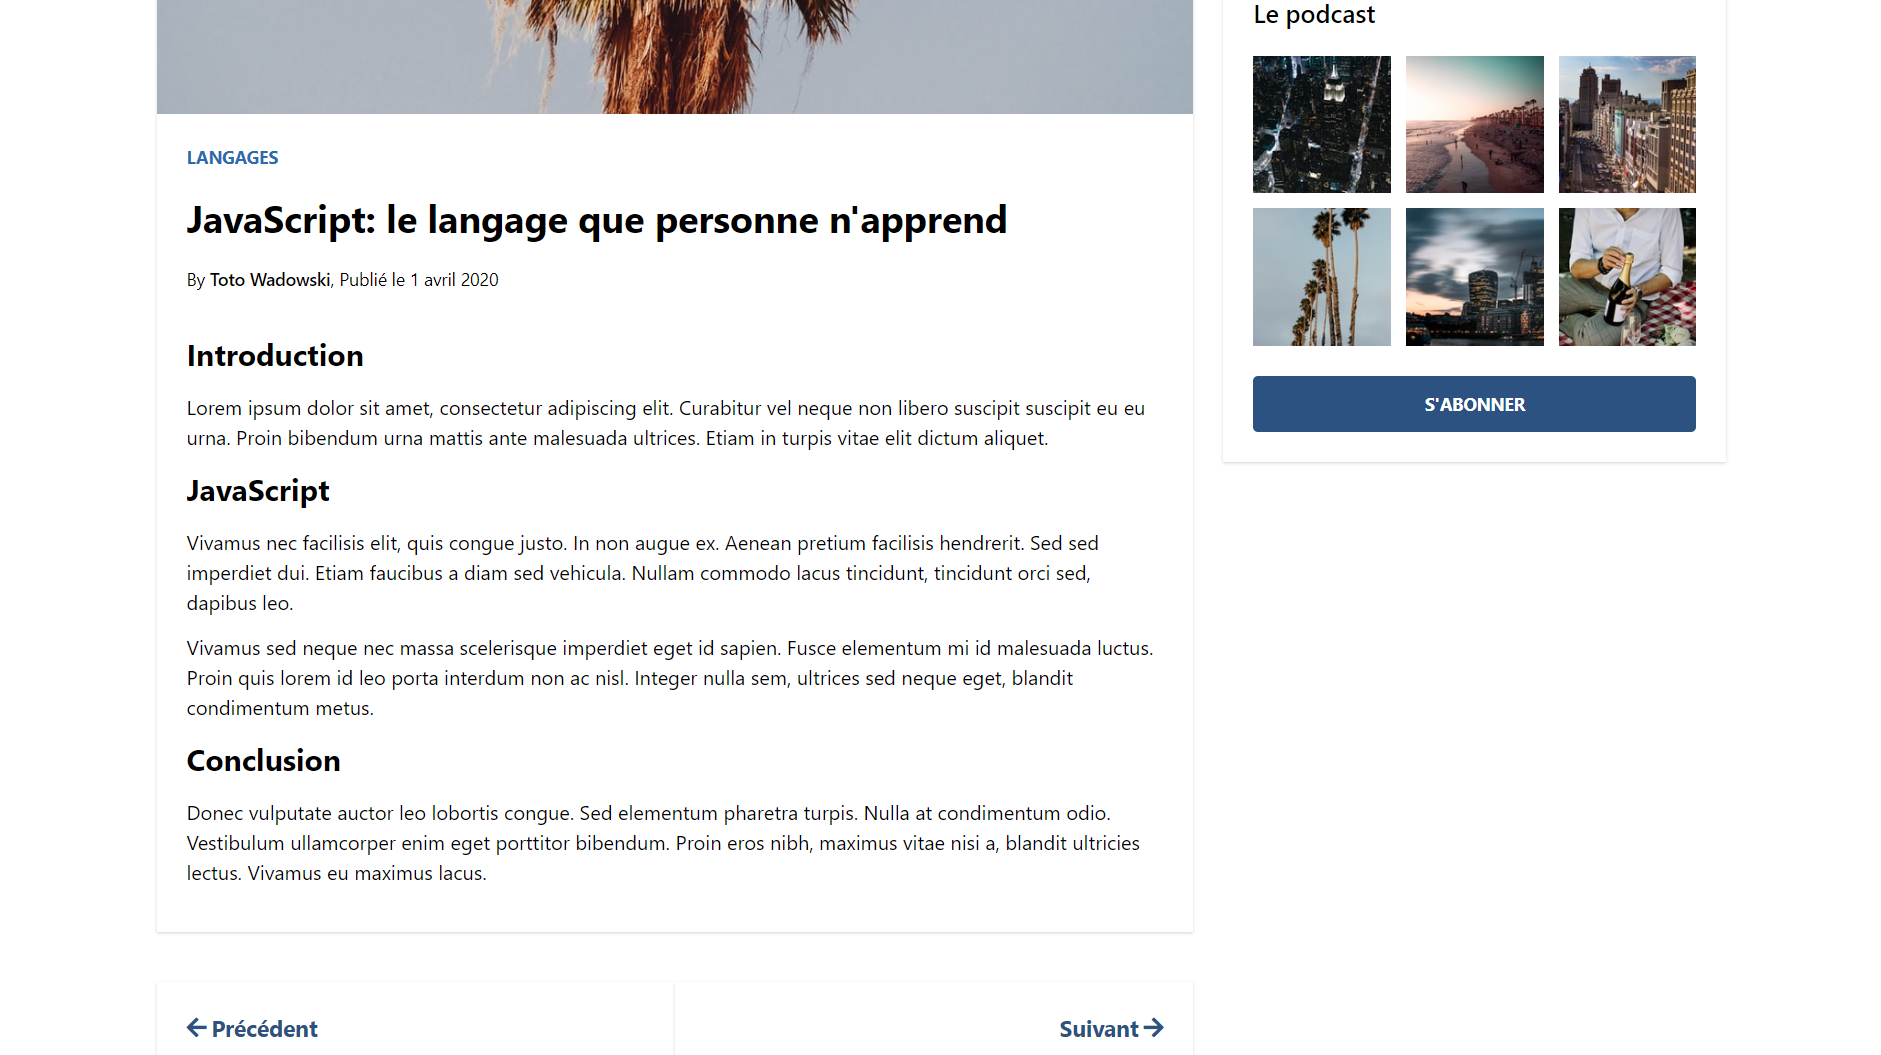 LANGAGES
JavaScript: le langage que personne n'apprend
By Toto Wadowski, Publié le 1 avril 2020
Introduction
Lorem ipsum dolor sit amet, consectetur adipiscing elit. Curabitur vel neque non libero suscipit suscipit eu eu
urna. Proin bibendum urna mattis ante malesuada ultrices. Etiam in turpis vitae elit dictum aliquet.
JavaScript
Vivamus nec facilisis elit, quis congue justo. In non augue ex. Aenean pretium facilisis hendrerit. Sed sed
imperdiet dui. Etiam faucibus a diam sed vehicula. Nullam commodo lacus tincidunt, tincidunt orci sed,
dapibus leo.
Vivamus sed neque nec massa scelerisque imperdiet eget id sapien. Fusce elementum mi id malesuada luctus.
Proin quis lorem id leo porta interdum non ac nisl. Integer nulla sem, ultrices sed neque eget, blandit
condimentum metus.
Conclusion
Donec vulputate auctor leo lobortis congue. Sed elementum pharetra turpis. Nulla at condimentum odio.
Vestibulum ullamcorper enim eget porttitor bibendum. Proin eros nibh, maximus vitae nisi a, blandit ultricies
lectus. Vivamus eu maximus lacus.
Précédent
Suivant
Le podcast
S'ABONNER